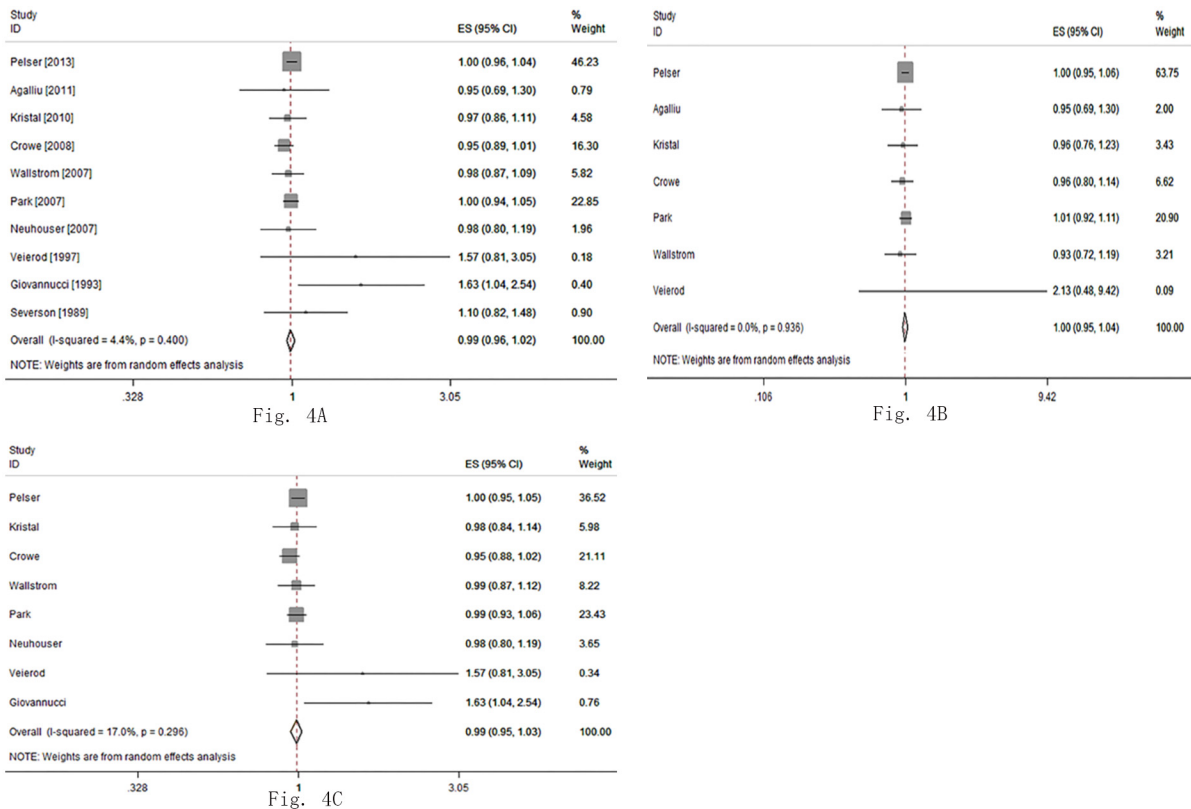 Study %
ID ES (95% CI) Weight
Pelser [2013] 1.00 (0.96, 1.04) 46.23
Agalliu [2011] 0.95 (0.69, 1.30) 0.79
Kristal [2010] 0.97 (0.86, 1.11) 4.58
Crowe [2008] 0.95 (0.89, 1.01) 16.30
Wallstrom [2007] 0.98 (0.87, 1.09) 5.82
Park [2007] 1.00 (0.94, 1.05) 22.85
Neuhouser [2007] 0.98 (0.80, 1.19) 1.96
Veierod [1997] 1.57 (0.81, 3.05) 0.18
Giovannucci [1993] 1.63 (1.04, 2.54) 0.40
Severson [1989] 1.10 (0.82, 1.48) 0.90
Overall (I-squared = 4.4%, p = 0.400) 0.99 (0.96, 1.02) 100.00
NOTE: Weights are from random effects analysis
.328 1 3.05
Fig. 4A
Study %
ID ES (95% CI) Weight
Pelser 1.00 (0.95, 1.06) 63.75
Agalliu 0.95 (0.69, 1.30) 2.00
Kristal 0.96 (0.76, 1.23) 3.43
Crowe 0.96 (0.80, 1.14) 6.62
Park 1.01 (0.92, 1.11) 20.90
Wallstrom 0.93 (0.72, 1.19) 3.21
Veierod 2.13 (0.48, 9.42) 0.09
Overall (I-squared = 0.0%, p = 0.936) 1.00 (0.95, 1.04) 100.00
NOTE: Weights are from random effects analysis
.106 1 9.42
Fig. 4B
Study %
ID ES (95% CI) Weight
Pelser 1.00 (0.95, 1.05) 36.52
Kristal 0.98 (0.84, 1.14) 5.98
Crowe 0.95 (0.88, 1.02) 21.11
Wallstrom 0.99 (0.87, 1.12) 8.22
Park 0.99 (0.93, 1.06) 23.43
Neuhouser 0.98 (0.80, 1.19) 3.65
Veierod 1.57 (0.81, 3.05) 0.34
Giovannucci 1.63 (1.04, 2.54) 0.76
Overall (I-squared = 17.0%, p = 0.296) 0.99 (0.95, 1.03) 100.00
NOTE: Weights are from random effects analysis
.328 1 3.05
Fig. 4C